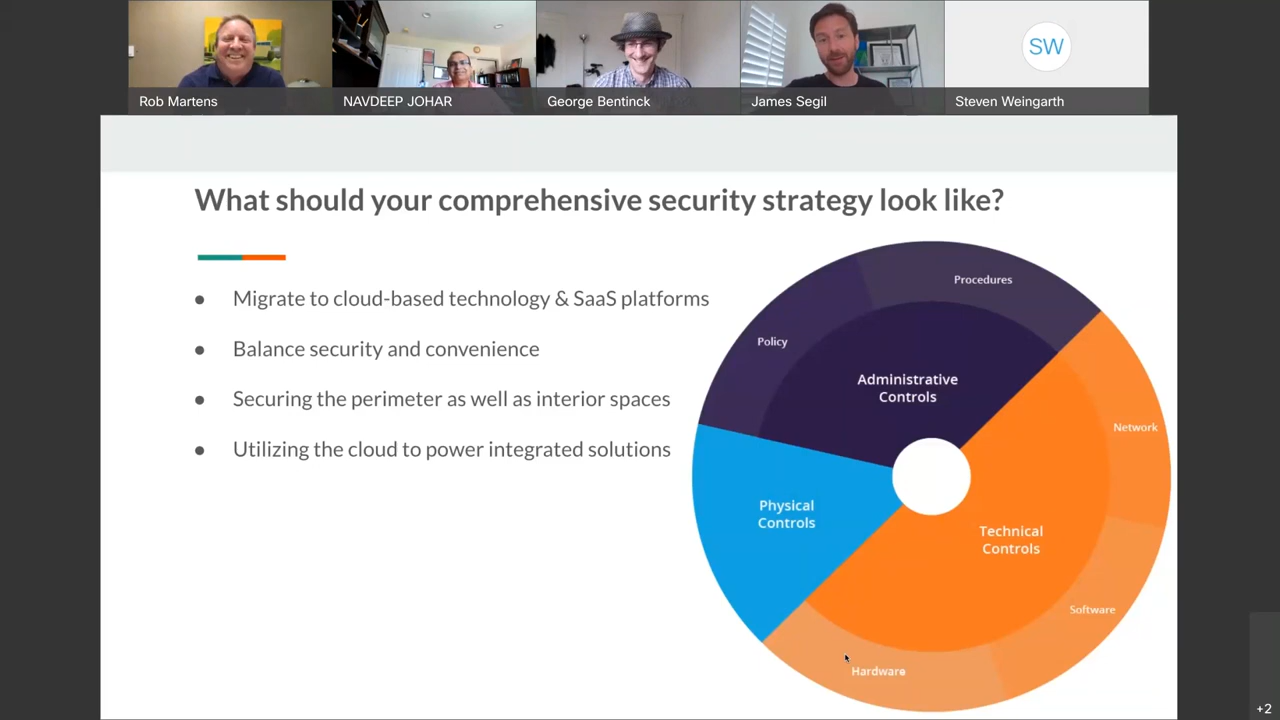 SW
Rob Martens
NAVDEEP JOHAR
George Bentinck
James Segil
Steven Weingarth
What should your comprehensive security strategy look like?
● Migrate to cloud-based technology & SaaS platforms
● Balance security and convenience
● Securing the perimeter as well as interior spaces
● Utilizing the cloud to power integrated solutions
Procedures
Policy
Administrative
Controls
Network
Physical
Controls
Technical
Controls
Software
Hardware
+2